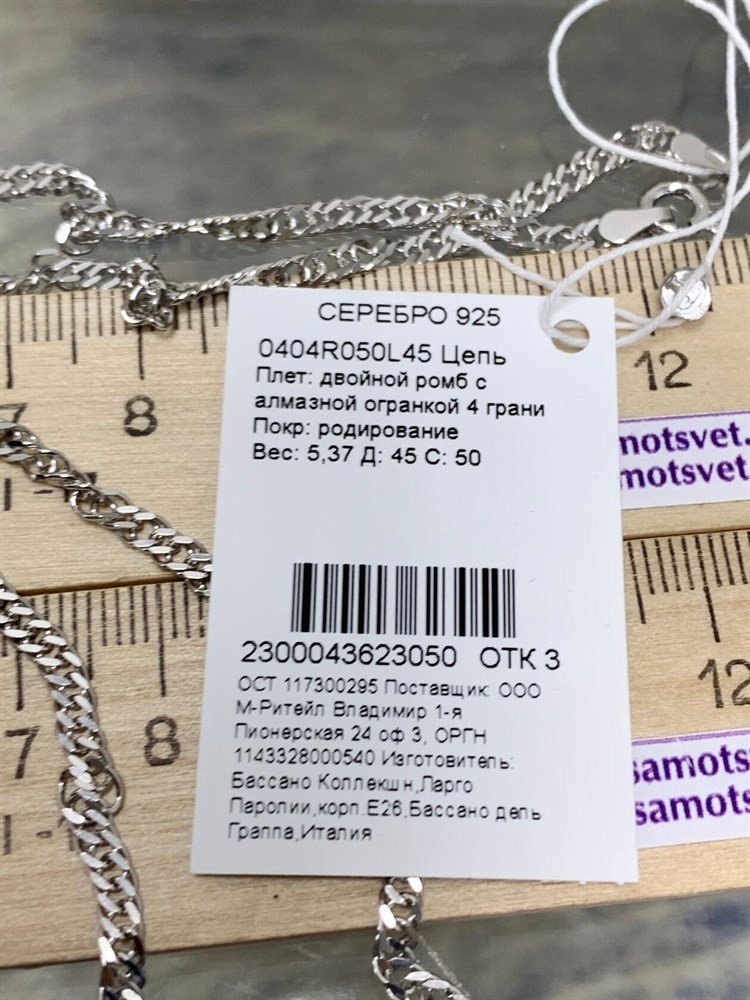 СЕРЕБРО 925
0404R050L45 Цепь
Плет: двойной ромб с
алмазной огранкой 4 грани
Покр: родирование
Вес: 5,37 Д: 45 С: 50
2300043623050 ОТК 3
ОСТ 117300295 Поставщик: ООО
М-Ритейл Владимир 1-я
Пионерская 24 оф 3, ОРГН
1143328000540 Изготовитель:
Бассано Коллекшн,Ларго
Паролии,корп.Е26,Бассано дель
Граппа,Италия
7 8 12
motsvet.
motsvet
7 8 12
samots
samots